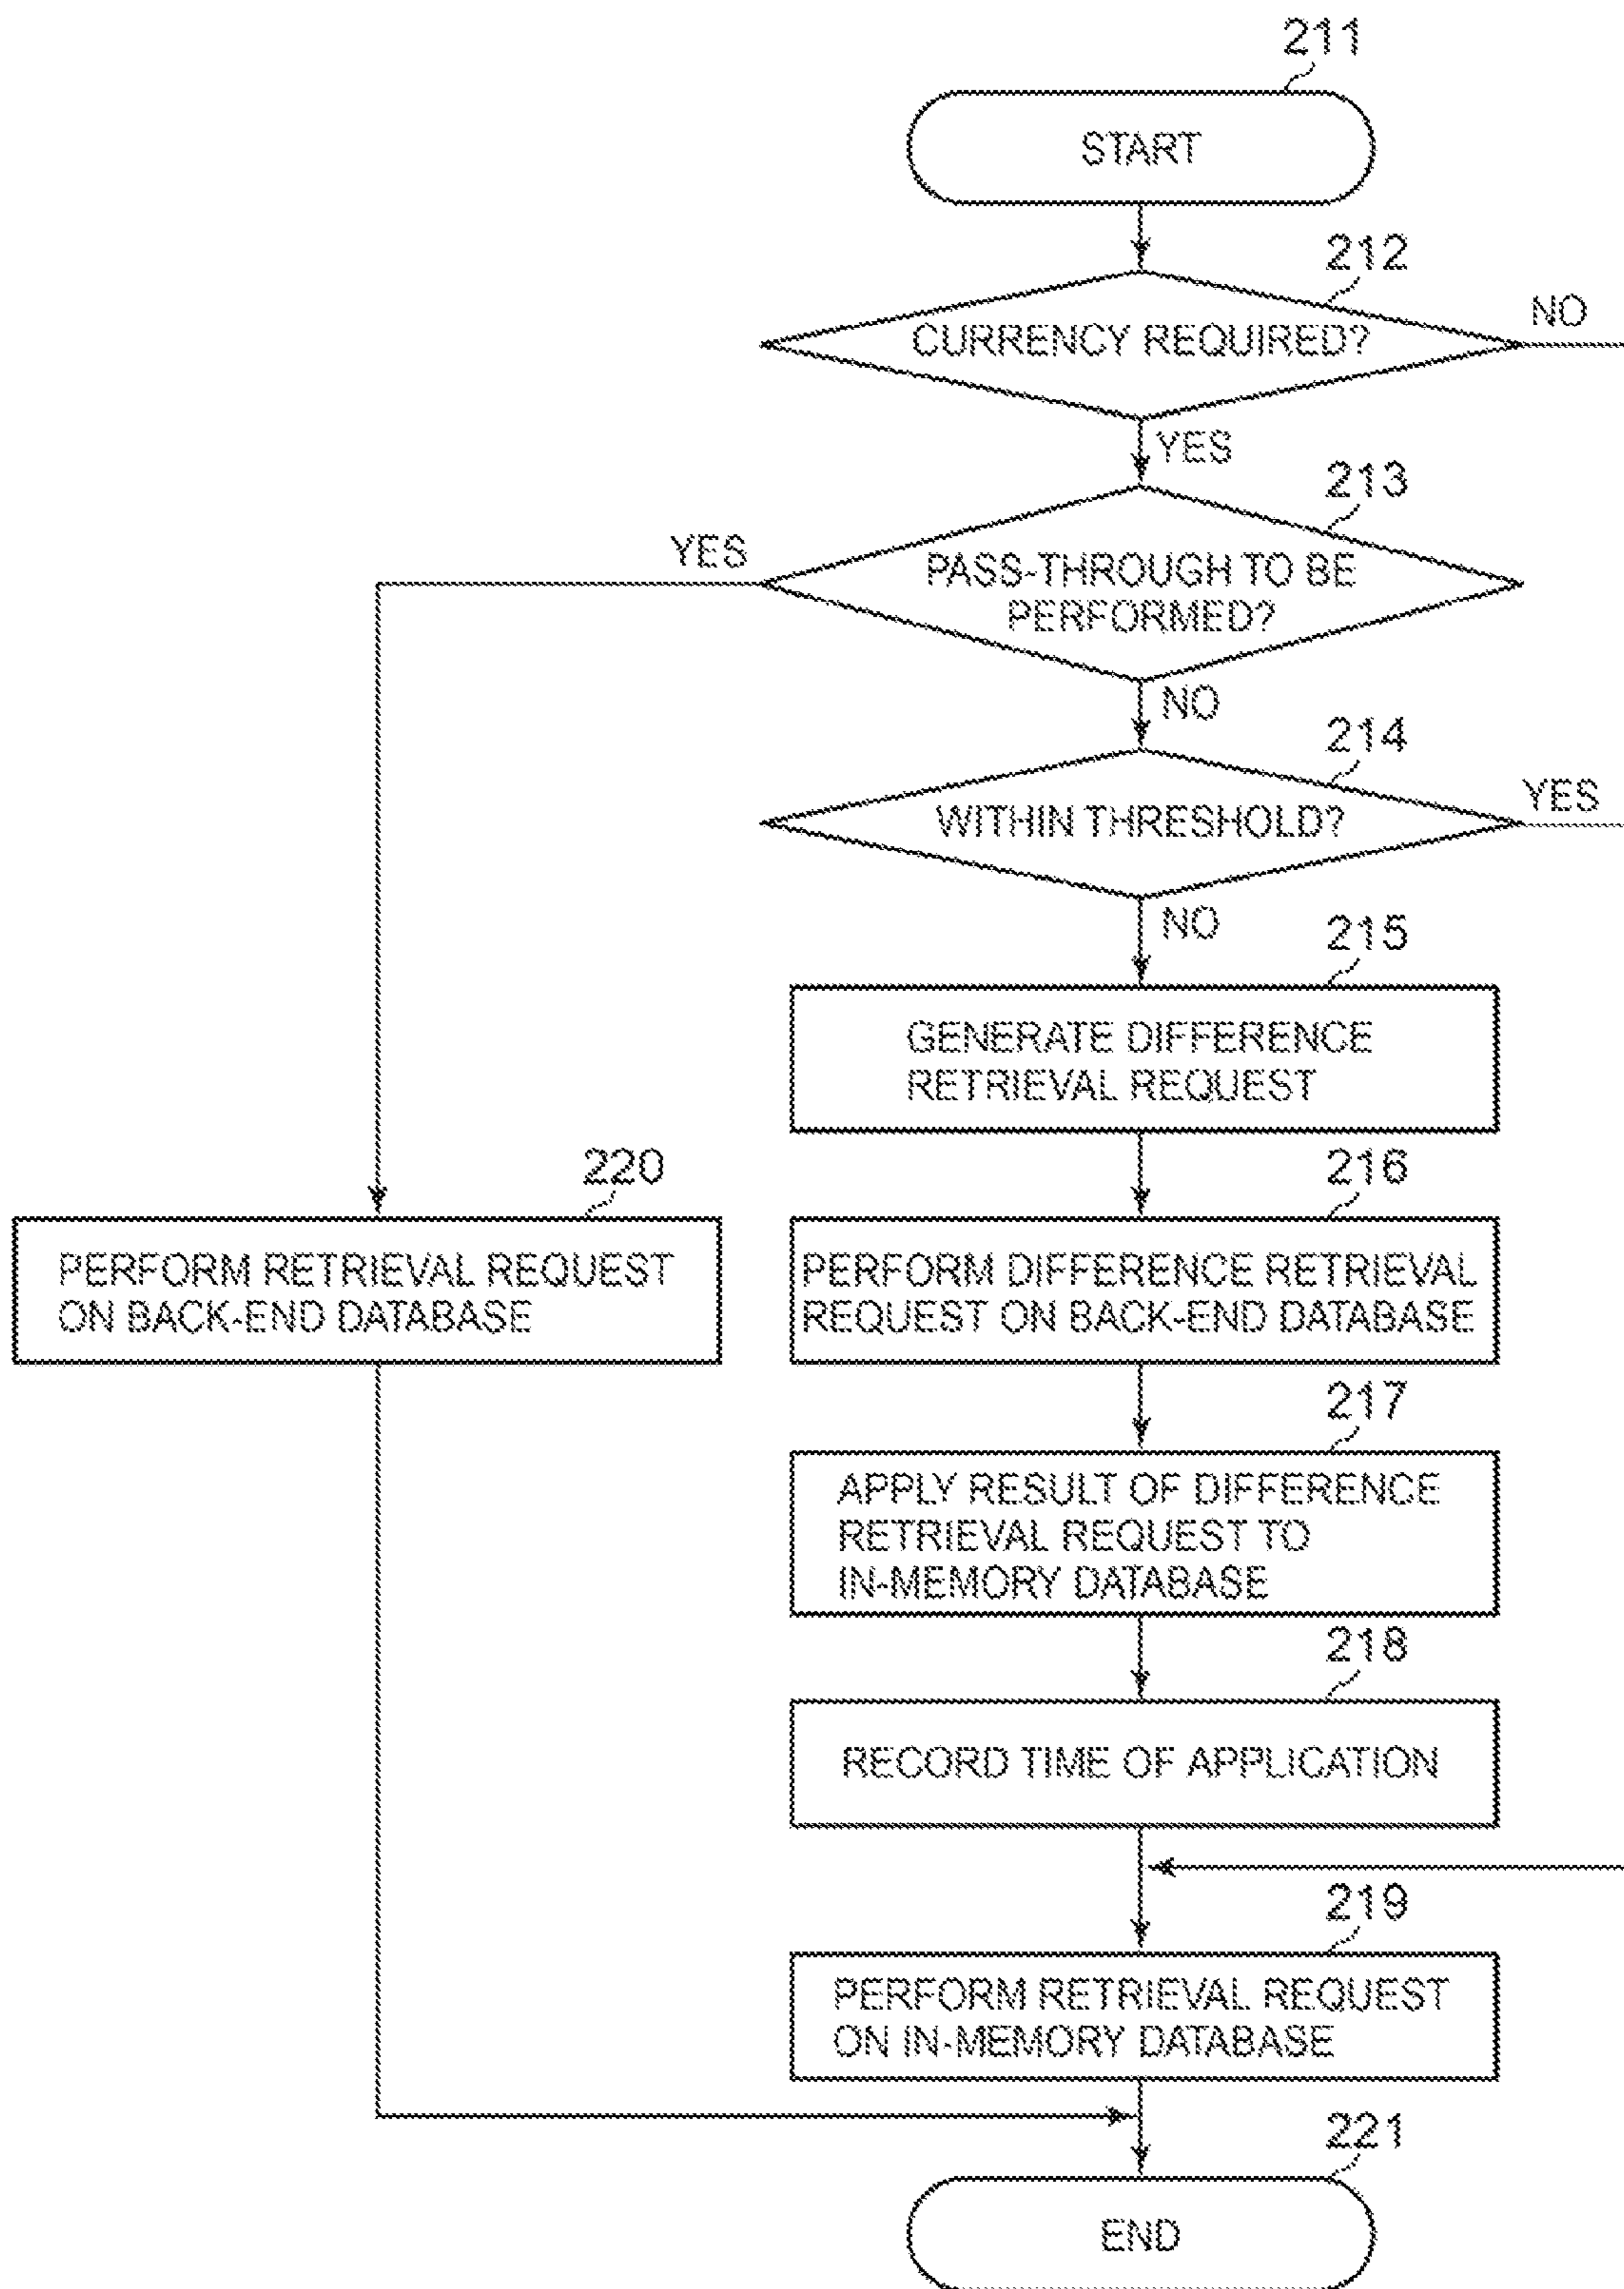 211
START
212
CURRENCY REQUIRED?
NO
YES
213
PASS-THROUGH TO BE
PERFORMED?
YES
NO
214
WITHIN THRESHOLD?
YES
NO
215
GENERATE DIFFERENCE
RETRIEVAL REQUEST
220
PERFORM RETRIEVAL REQUEST
ON BACK-END DATABASE
216
PERFORM DIFFERENCE RETRIEVAL
REQUEST ON BACK-END DATABASE
217
APPLY RESULT OF DIFFERENCE
RETRIEVAL REQUEST TO
IN-MEMORY DATABASE
218
RECORD TIME OF APPLICATION
219
PERFORM RETRIEVAL REQUEST
ON IN-MEMORY DATABASE
221
END